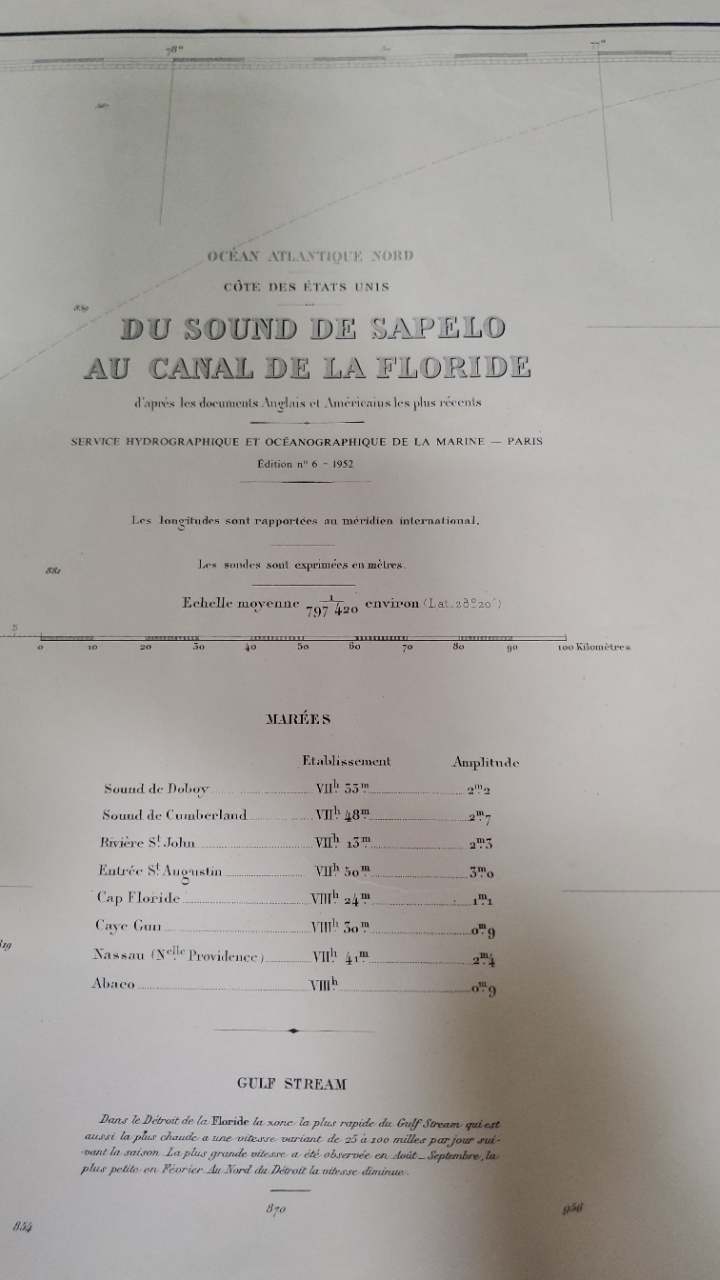 78°
77°
OCÉAN ATLANTIQUE NORD
CÔTE DES ÉTATS UNIS
DU SOUND DE SAPELO
AU CANAL DE LA FLORIDE
d'après les documents Anglais et Américains les plus récents
SERVICE HYDROGRAPHIQUE ET OCÉANOGRAPHIQUE DE LA MARINE — PARIS
Édition n° 6 - 1952
Les longitudes sont rapportées au méridien international.
Les sondes sont exprimées en mètres.
882
Echelle moyenne 1/797 420 environ (Lat. 28° 20')
5
0 10 20 30 40 50 60 70 80 90 100 Kilomètres
MARÉES
Etablissement Amplitude
Sound de Doboy VIIh 33m 2m2
Sound de Cumberland VIIh 48m 2m7
Rivière St John VIIh 13m 2m3
Entrée St Augustin VIIh 50m 3m0
Cap Floride VIIIh 24m 1m1
Caye Gun VIIIh 30m 0m9
Nassau (Nelle Providence) VIIh 41m 2m4
Abaco VIIIh 0m9
GULF STREAM
Dans le Détroit de la Floride la zone la plus rapide du Gulf Stream qui est
aussi la plus chaude a une vitesse variant de 25 à 100 milles par jour sui-
-vant la saison. La plus grande vitesse a été observée en Août _ Septembre, la
plus petite en Février. Au Nord du Détroit la vitesse diminue.
870 956
854